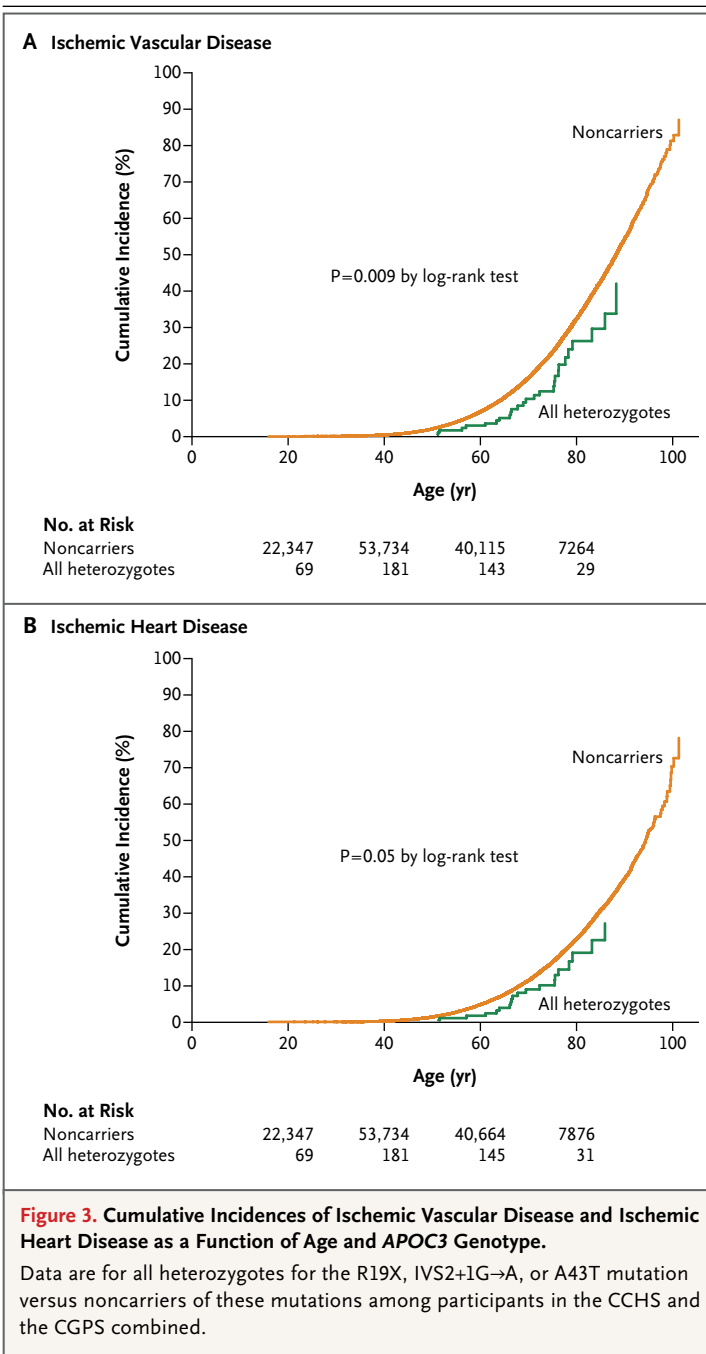 A Ischemic Vascular Disease
100
90
80
70
60
50
40
30
20
10
0
Cumulative Incidence (%)
Noncarriers
P=0.009 by log-rank test
All heterozygotes
0 20 40 60 80 100
Age (yr)
No. at Risk
Noncarriers 22,347 53,734 40,115 7264
All heterozygotes 69 181 143 29
B Ischemic Heart Disease
100
90
80
70
60
50
40
30
20
10
0
Cumulative Incidence (%)
Noncarriers
P=0.05 by log-rank test
All heterozygotes
0 20 40 60 80 100
Age (yr)
No. at Risk
Noncarriers 22,347 53,734 40,664 7876
All heterozygotes 69 181 145 31
Figure 3. Cumulative Incidences of Ischemic Vascular Disease and Ischemic
Heart Disease as a Function of Age and APOC3 Genotype.
Data are for all heterozygotes for the R19X, IVS2+1G→A, or A43T mutation
versus noncarriers of these mutations among participants in the CCHS and
the CGPS combined.